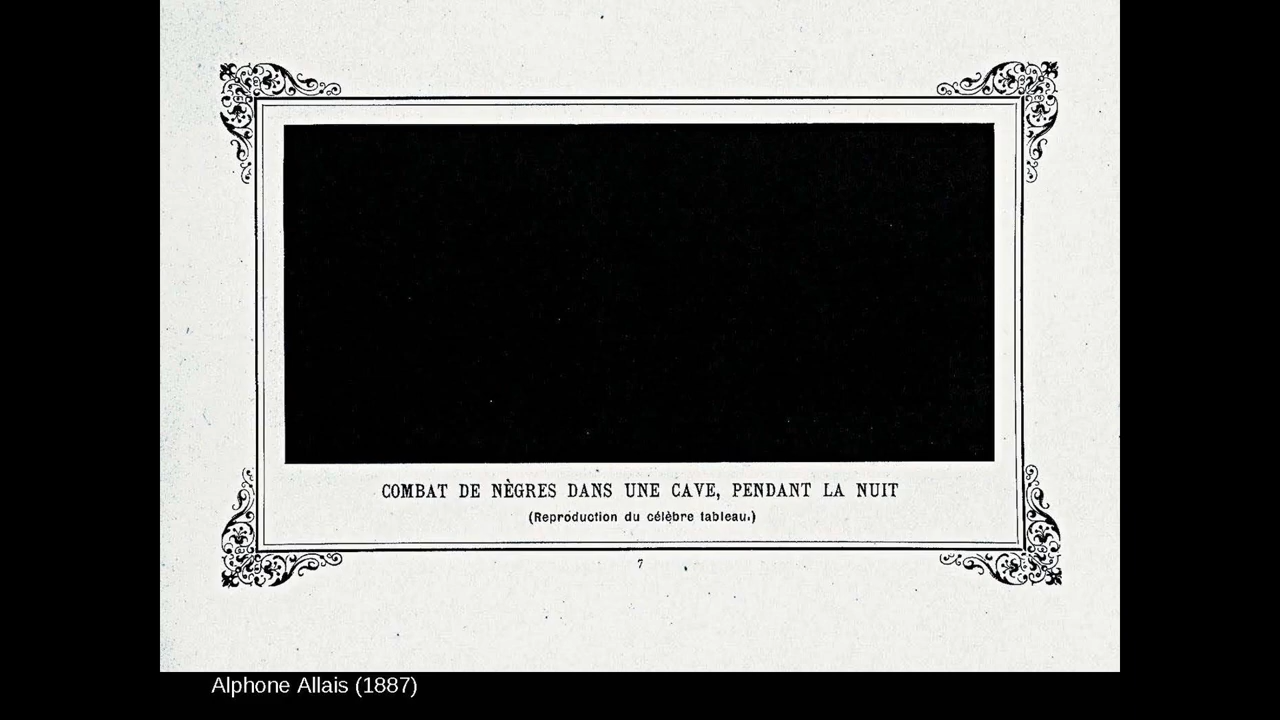 COMBAT DE NÈGRES DANS UNE CAVE, PENDANT LA NUIT
(Reproduction du célèbre tableau.)
7
Alphone Allais (1887)